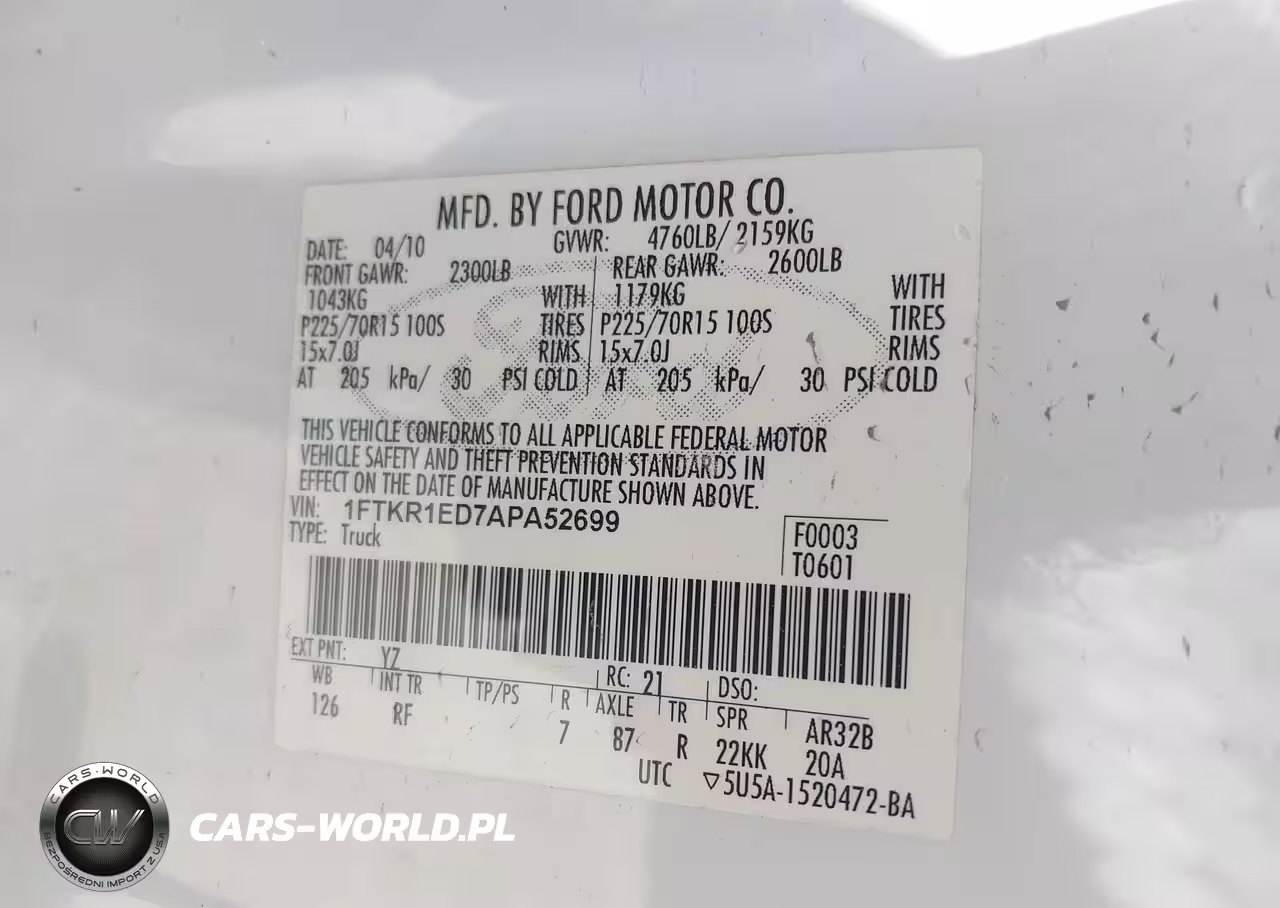 MFD. BY FORD MOTOR CO.
DATE: 04/10 GVWR: 4760LB/ 2159KG
FRONT GAWR: 2300LB REAR GAWR: 2600LB
1043KG WITH 1179KG WITH
P225/70R15 100S TIRES P225/70R15 100S TIRES
15x7.0J RIMS 15x7.0J RIMS
AT 205 kPa/ 30 PSI COLD AT 205 kPa/ 30 PSI COLD
THIS VEHICLE CONFORMS TO ALL APPLICABLE FEDERAL MOTOR
VEHICLE SAFETY AND THEFT PREVENTION STANDARDS IN
EFFECT ON THE DATE OF MANUFACTURE SHOWN ABOVE.
VIN: 1FTKR1ED7APA52699
TYPE: Truck
F0003
T0601
EXT PNT: YZ RC: 21 DSO:
WB INT TR TP/PS R AXLE TR SPR AR32B
126 RF 7 87 R 22KK 20A
UTC ▽5U5A-1520472-BA
Ford
CARS-WORLD
CW
BEZPOŚREDNI IMPORT Z USA
CARS-WORLD.PL